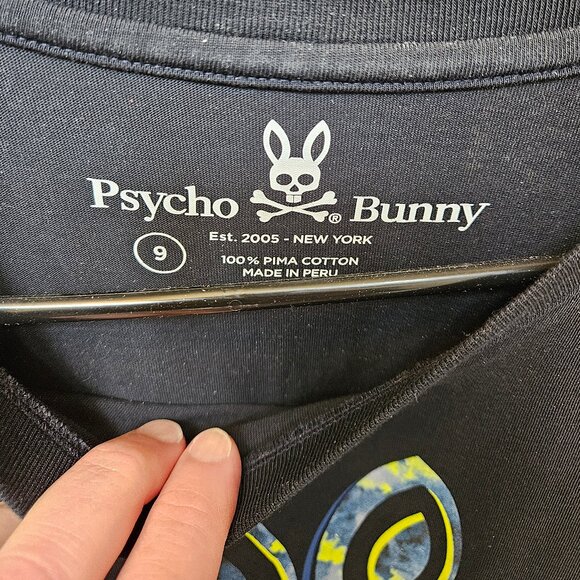 Psycho ® Bunny
Est. 2005 - NEW YORK
9
100% PIMA COTTON
MADE IN PERU